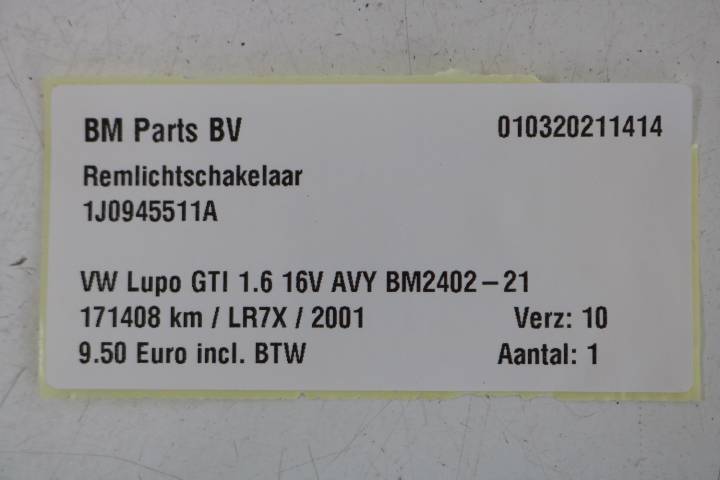 BM Parts BV 010320211414
Remlichtschakelaar
1J0945511A
VW Lupo GTI 1.6 16V AVY BM2402-21
171408 km / LR7X / 2001 Verz: 10
9.50 Euro incl. BTW Aantal: 1